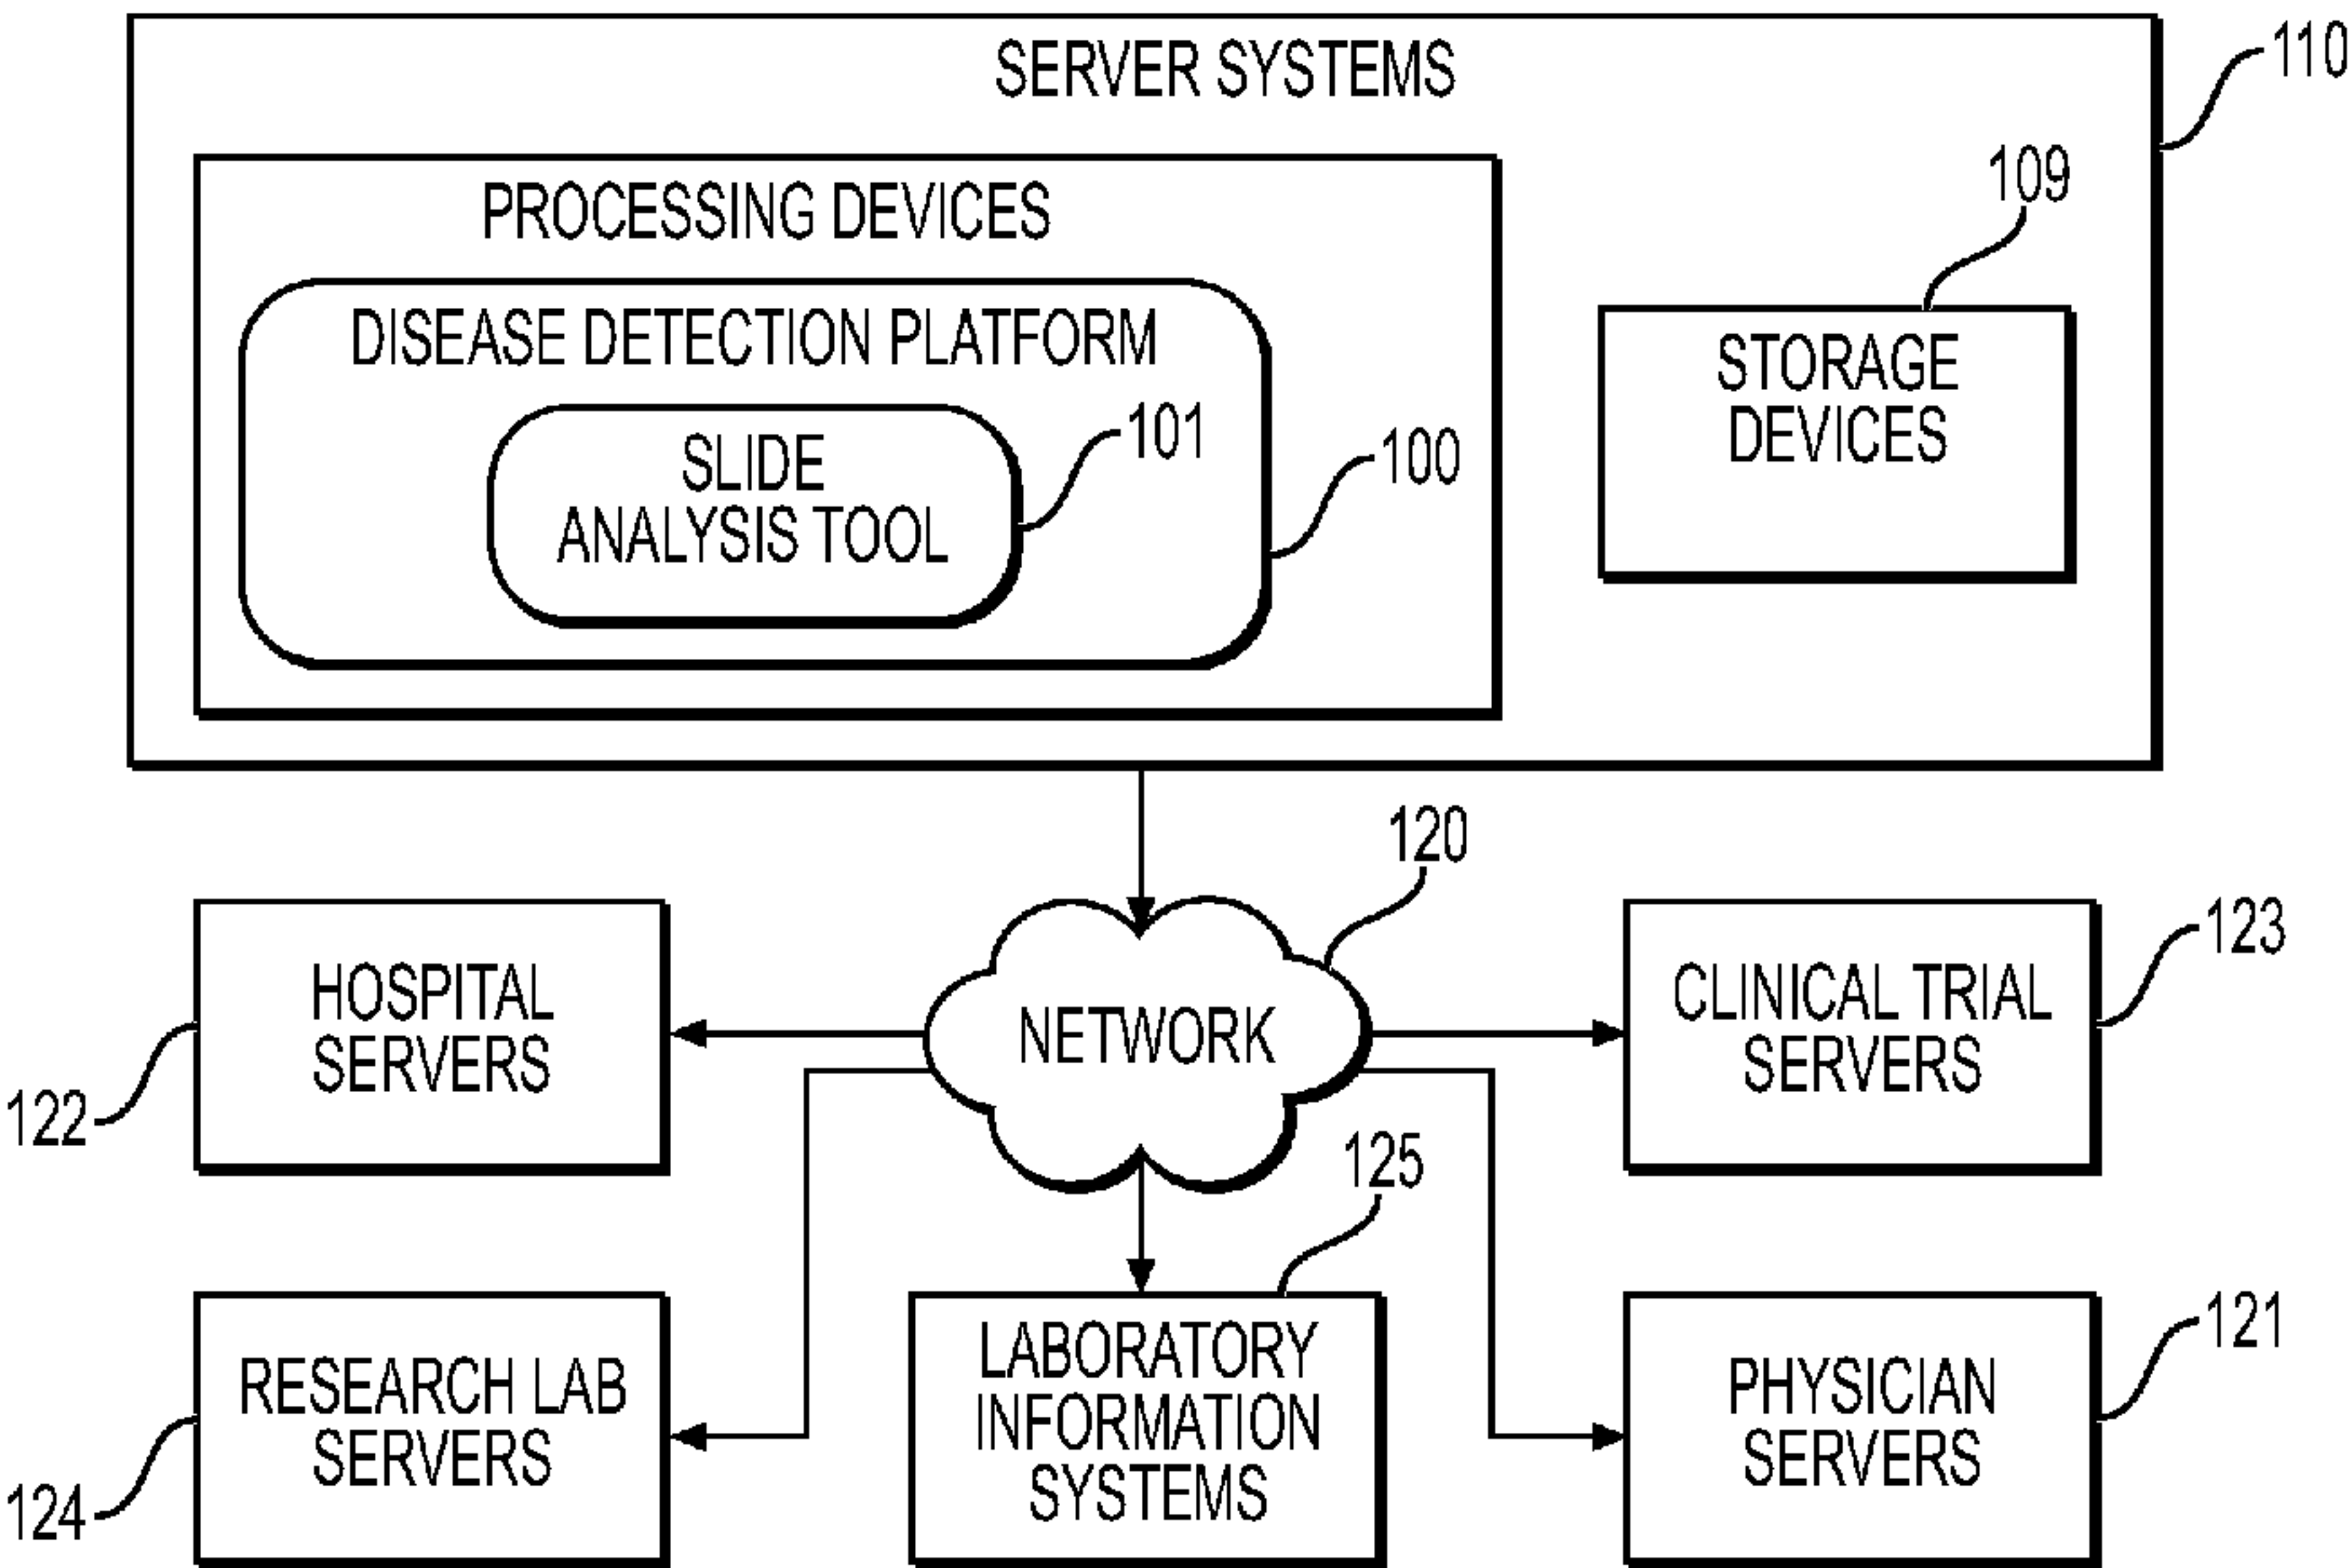 SERVER SYSTEMS
110
PROCESSING DEVICES
109
DISEASE DETECTION PLATFORM
STORAGE
DEVICES
101
SLIDE
ANALYSIS TOOL
100
120
HOSPITAL
SERVERS
122
NETWORK
CLINICAL TRIAL
SERVERS
123
125
RESEARCH LAB
SERVERS
124
LABORATORY
INFORMATION
SYSTEMS
PHYSICIAN
SERVERS
121